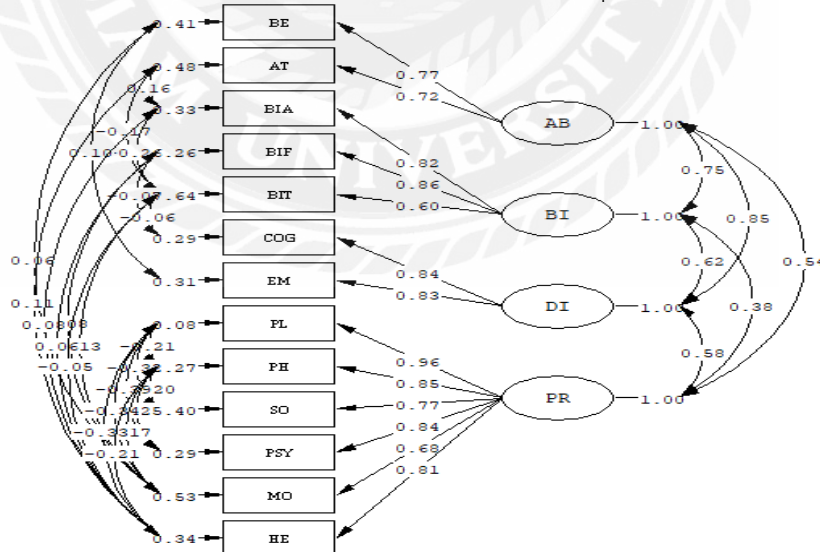 0.41 BE
0.48 AT
0.77
0.72
0.16
0.33 BIA
AB 1.00
-0.17
0.10
.26 BIF
UNIVERSITY
0.82
0.86
0.75
-0.07 .64 BIT
0.60
BI 1.00
0.85
-0.06
0.29 COG
0.06
0.84
0.62
0.54
0.31 EM
0.83
0.11
DI 1.00
0.38
0.08
0.08 PL
-0.21
0.58
0.96
-0.05
.27 PH
0.85
PR 1.00
.40 SO
0.77
0.84
0.29 PSY
0.68
-0.21
0.81
0.53 MO
0.34 HE